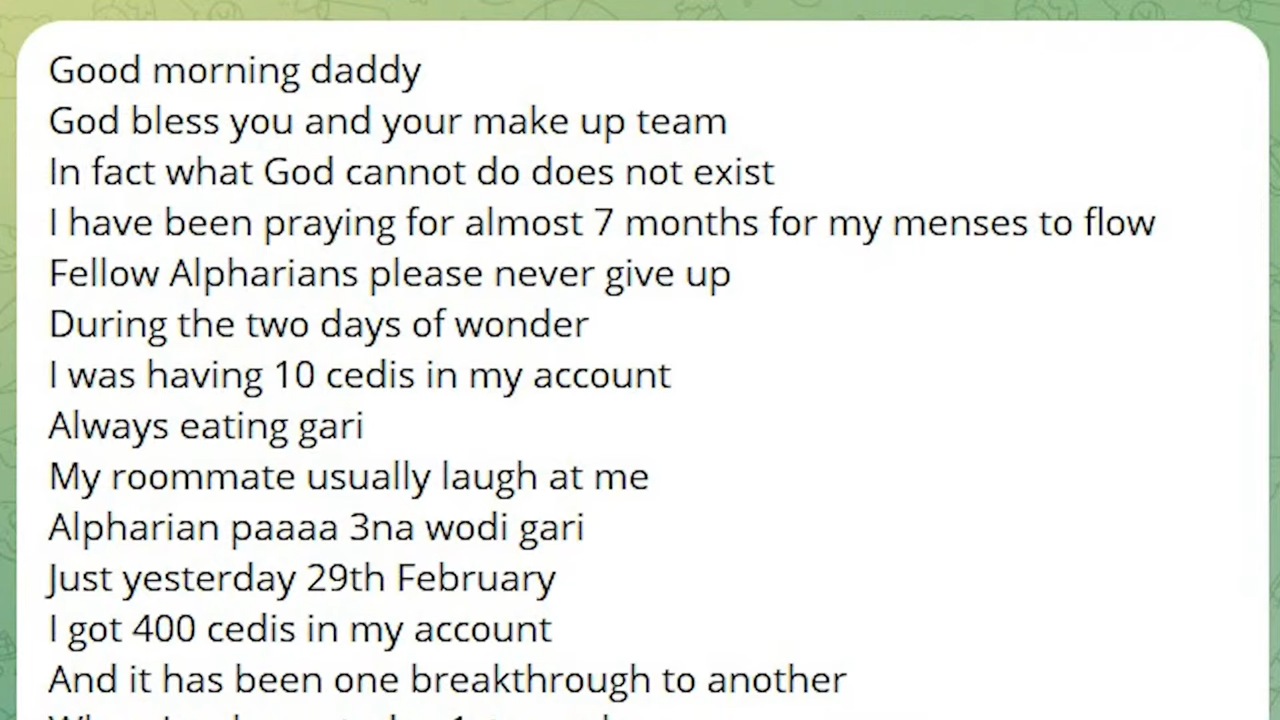 Good morning daddy
God bless you and your make up team
In fact what God cannot do does not exist
I have been praying for almost 7 months for my menses to flow
Fellow Alpharians please never give up
During the two days of wonder
I was having 10 cedis in my account
Always eating gari
My roommate usually laugh at me
Alpharian paaaa 3na wodi gari
Just yesterday 29th February
I got 400 cedis in my account
And it has been one breakthrough to another